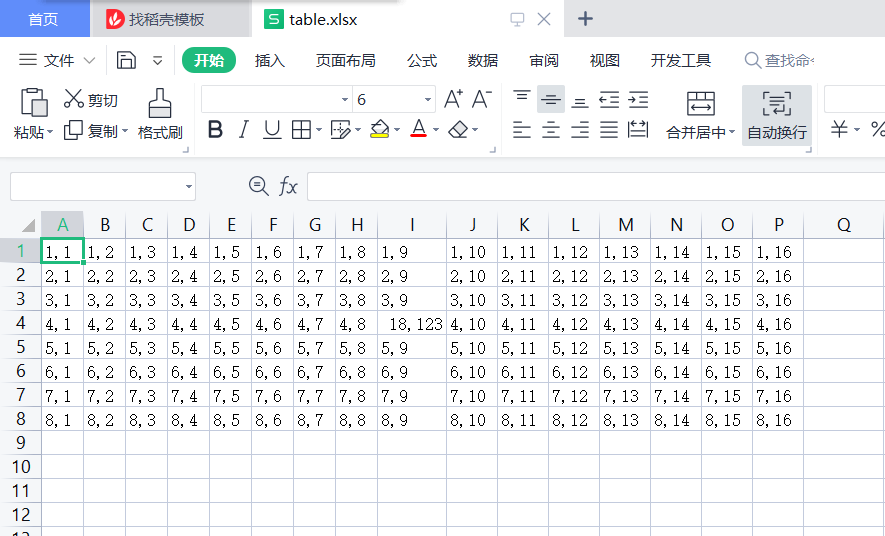 首页 找稻壳模板 S table.xlsx
文件 开始 插入 页面布局 公式 数据 审阅 视图 开发工具 查找命
粘贴 剪切 复制 格式刷 6 A+ A- B I U A 合并居中 自动换行 ¥ %
fx
A B C D E F G H I J K L M N O P Q
1 1,1 1,2 1,3 1,4 1,5 1,6 1,7 1,8 1,9 1,10 1,11 1,12 1,13 1,14 1,15 1,16
2 2,1 2,2 2,3 2,4 2,5 2,6 2,7 2,8 2,9 2,10 2,11 2,12 2,13 2,14 2,15 2,16
3 3,1 3,2 3,3 3,4 3,5 3,6 3,7 3,8 3,9 3,10 3,11 3,12 3,13 3,14 3,15 3,16
4 4,1 4,2 4,3 4,4 4,5 4,6 4,7 4,8 18,123 4,10 4,11 4,12 4,13 4,14 4,15 4,16
5 5,1 5,2 5,3 5,4 5,5 5,6 5,7 5,8 5,9 5,10 5,11 5,12 5,13 5,14 5,15 5,16
6 6,1 6,2 6,3 6,4 6,5 6,6 6,7 6,8 6,9 6,10 6,11 6,12 6,13 6,14 6,15 6,16
7 7,1 7,2 7,3 7,4 7,5 7,6 7,7 7,8 7,9 7,10 7,11 7,12 7,13 7,14 7,15 7,16
8 8,1 8,2 8,3 8,4 8,5 8,6 8,7 8,8 8,9 8,10 8,11 8,12 8,13 8,14 8,15 8,16
9
10
11
12